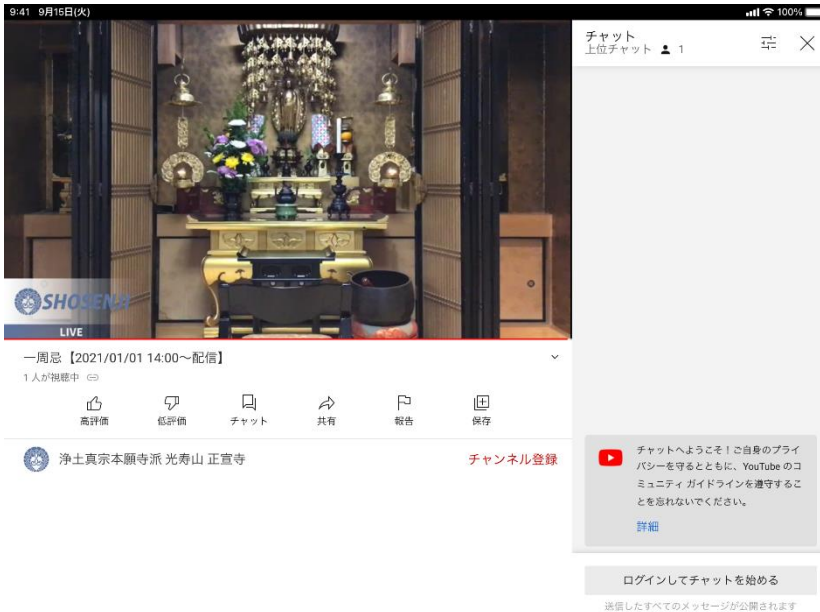 9:41 9月15日(火)
100%
SHOSENJI
LIVE
一周忌【2021/01/01 14:00～配信】
1 人が視聴中
高評価
低評価
チャット
共有
報告
保存
浄土真宗本願寺派 光寿山 正宣寺
チャンネル登録
チャット
上位チャット 1
チャットへようこそ！ご自身のプライ
バシーを守るとともに、YouTube のコ
ミュニティ ガイドラインを遵守するこ
とを忘れないでください。
詳細
ログインしてチャットを始める
送信したすべてのメッセージが公開されます